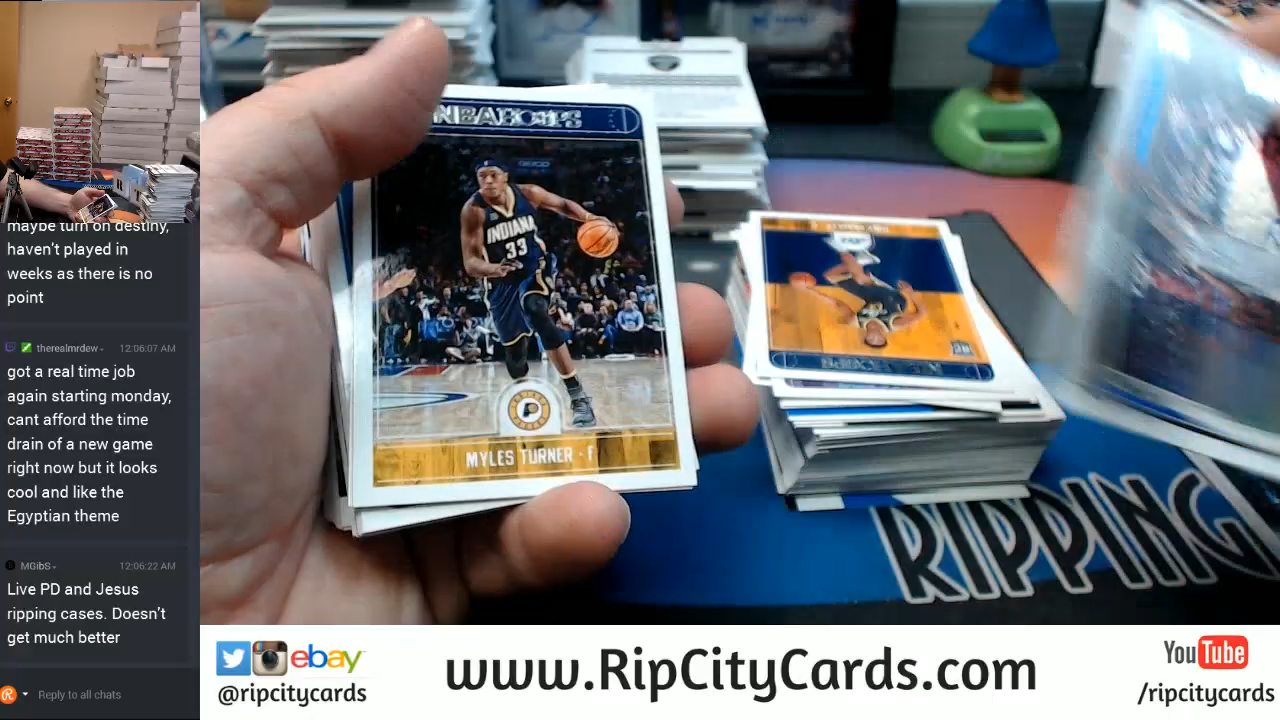 maybe turn on destiny,
haven't played in
weeks as there is no
point
therealmrdew- 12:06:07 AM
got a real time job
again starting monday,
cant afford the time
drain of a new game
right now but it looks
cool and like the
Egyptian theme
MGibS- 12:06:22 AM
Live PD and Jesus
ripping cases. Doesn't
get much better
Reply to all chats
NBA HOOPS
GEICO
INDIANA
33
MYLES TURNER - F
RIPPING
ebay
@ripcitycards
www.RipCityCards.com
YouTube
/ripcitycards